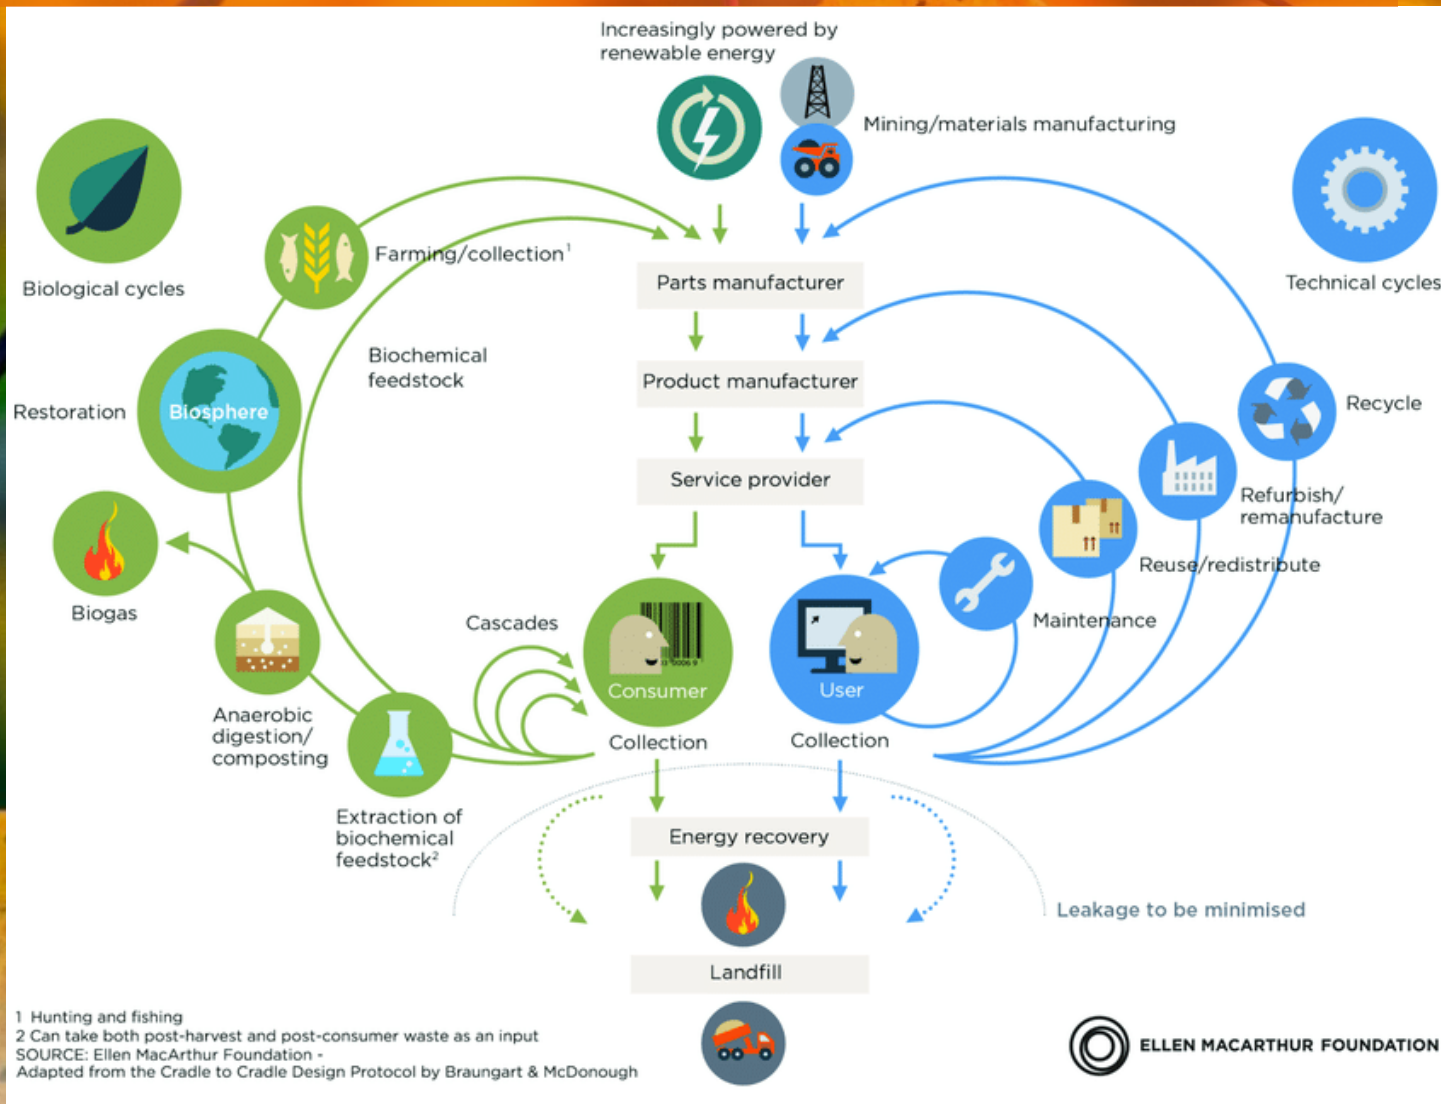 Increasingly powered by
renewable energy
Mining/materials manufacturing
Biological cycles
Technical cycles
Farming/collection¹
Parts manufacturer
Biochemical
feedstock
Product manufacturer
Restoration
Biosphere
Recycle
Service provider
Refurbish/
remanufacture
Reuse/redistribute
Biogas
Cascades
Maintenance
Consumer
User
Anaerobic
digestion/
composting
Collection
Collection
Extraction of
biochemical
feedstock²
Energy recovery
Leakage to be minimised
Landfill
1 Hunting and fishing
2 Can take both post-harvest and post-consumer waste as an input
SOURCE: Ellen MacArthur Foundation -
Adapted from the Cradle to Cradle Design Protocol by Braungart & McDonough
ELLEN MACARTHUR FOUNDATION